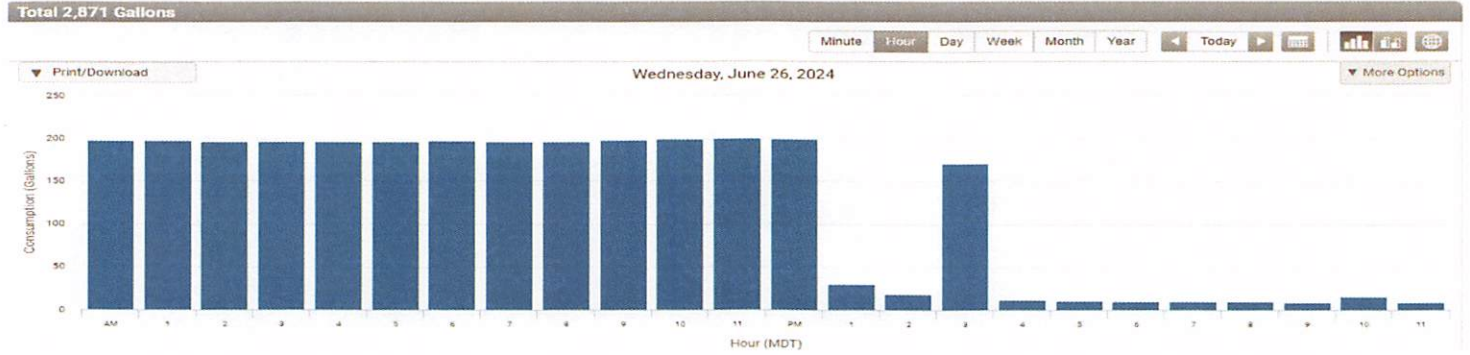 Total 2,871 Gallons
Minute Hour Day Week Month Year ◄ Today ►
▼ Print/Download
Wednesday, June 26, 2024
▼ More Options
250
200
150
100
50
0
Consumption (Gallons)
AM 1 2 3 4 5 6 7 8 9 10 11 PM 1 2 3 4 5 6 7 8 9 10 11
Hour (MDT)